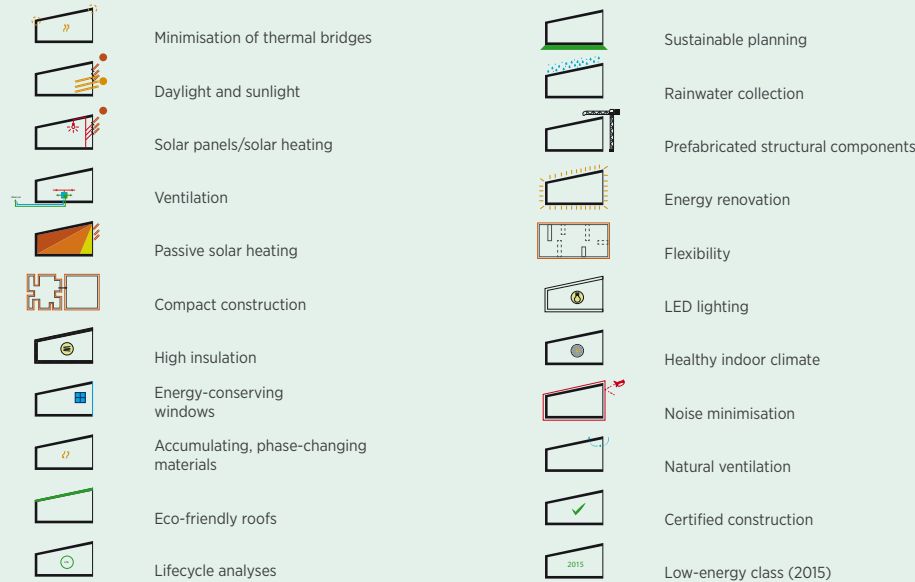 Minimisation of thermal bridges
Daylight and sunlight
Solar panels/solar heating
Ventilation
Passive solar heating
Compact construction
High insulation
Energy-conserving
windows
Accumulating, phase-changing
materials
Eco-friendly roofs
Lifecycle analyses
Sustainable planning
Rainwater collection
Prefabricated structural components
Energy renovation
Flexibility
LED lighting
Healthy indoor climate
Noise minimisation
Natural ventilation
Certified construction
2015
Low-energy class (2015)